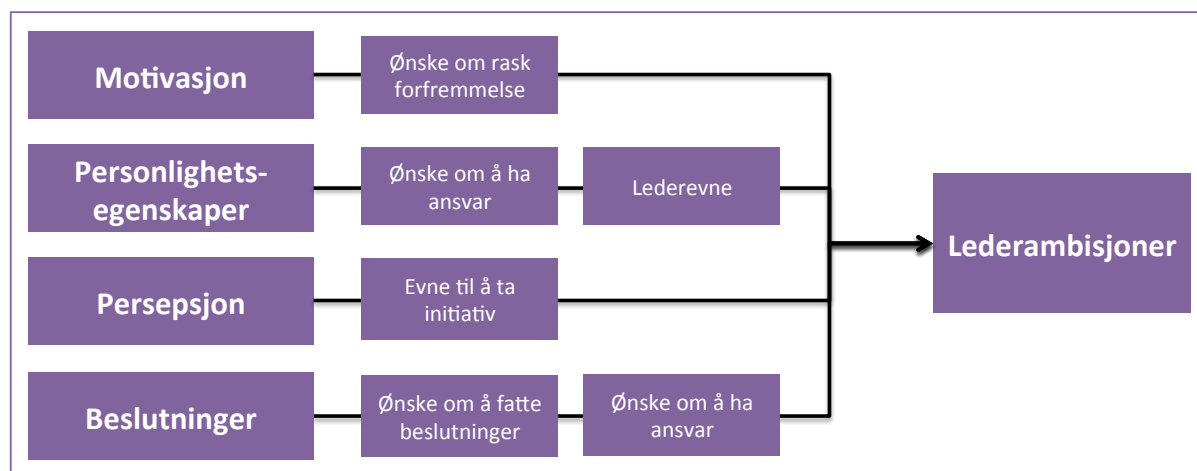 Motivasjon
Ønske om rask
forfremmelse
Personlighets-
egenskaper
Ønske om å ha
ansvar
Lederevne
Lederambisjoner
Persepsjon
Evne til å ta
initiativ
Beslutninger
Ønske om å fatte
beslutninger
Ønske om å ha
ansvar